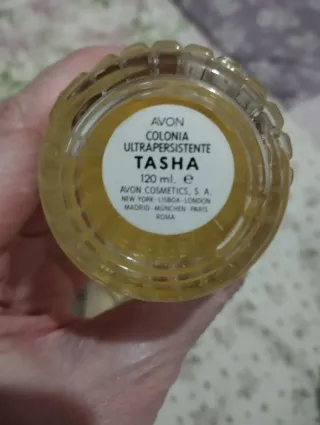 AVON
COLONIA
ULTRAPERSISTENTE
TASHA
120 ml. ℮
AVON COSMETICS, S. A.
NEW YORK · LISBOA · LONDON
MADRID · MÜNCHEN · PARIS
ROMA